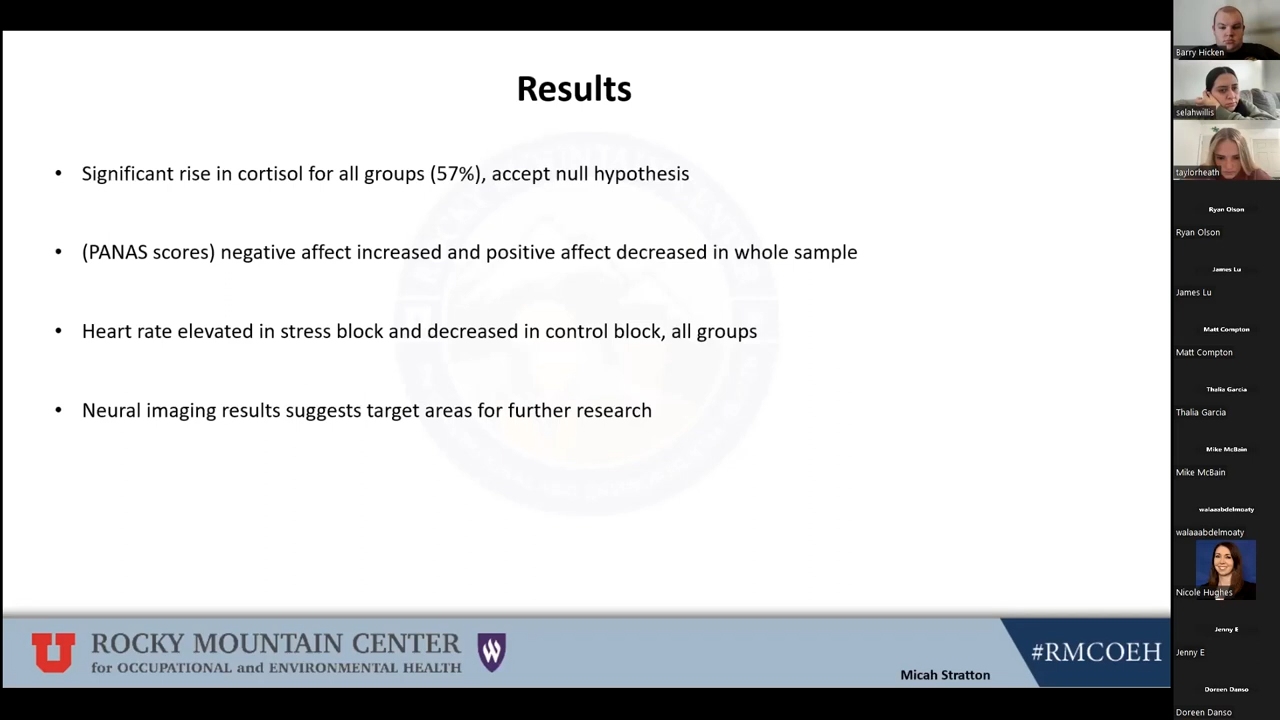 Results
• Significant rise in cortisol for all groups (57%), accept null hypothesis
• (PANAS scores) negative affect increased and positive affect decreased in whole sample
• Heart rate elevated in stress block and decreased in control block, all groups
• Neural imaging results suggests target areas for further research
U
ROCKY MOUNTAIN CENTER
for OCCUPATIONAL and ENVIRONMENTAL HEALTH
W
Micah Stratton
#RMCOEH
Barry Hicken
selahwillis
taylorheath
Ryan Olson
Ryan Olson
James Lu
James Lu
Matt Compton
Matt Compton
Thalia Garcia
Thalia Garcia
Mike McBain
Mike McBain
walaaabdelmoaty
walaaabdelmoaty
Nicole Hughes
Jenny E
Jenny E
Doreen Danso
Doreen Danso